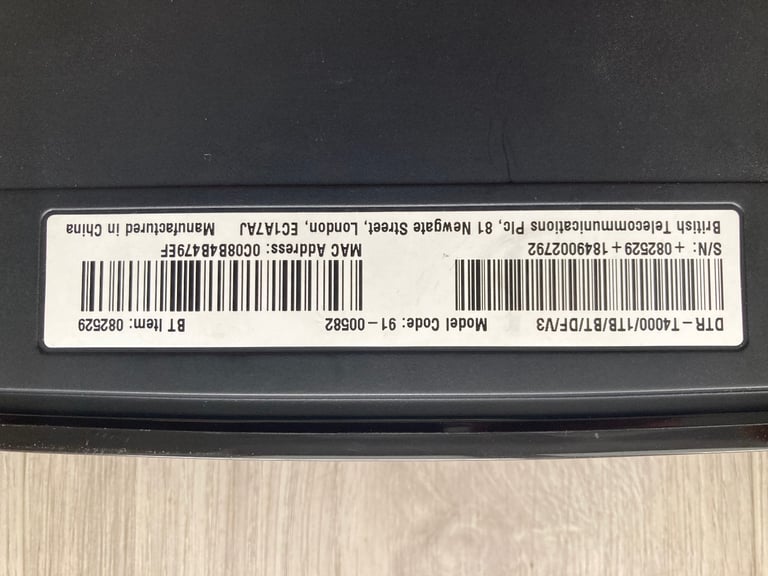 DTR-T4000/1TB/BT/DF/V3 Model Code: 91-00582 BT Item: 082529
S/N: + 082529 + 1849002792 MAC Address: 0C08B4B479EF
British Telecommunications Plc, 81 Newgate Street, London, EC1A7AJ Manufactured in China